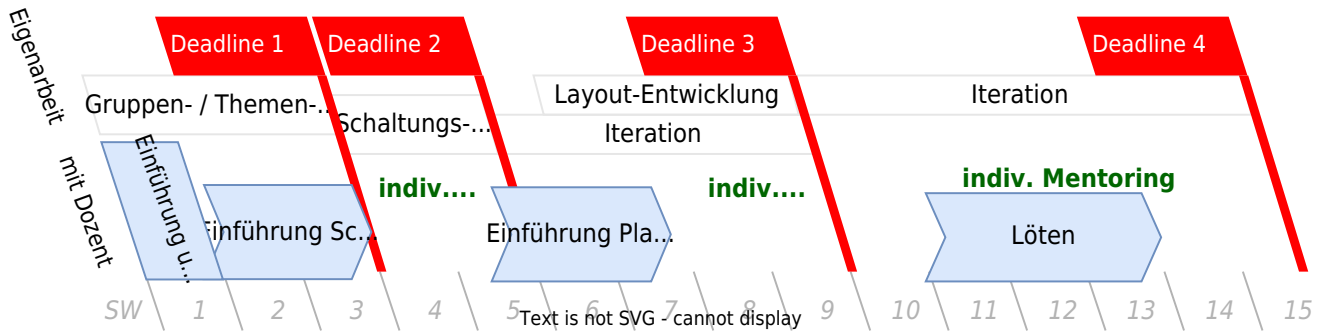 Eigenarbeit
Deadline 1
Deadline 2
Deadline 3
Deadline 4
Gruppen- / Themen-...
Schaltungs-...
Layout-Entwicklung
Iteration
Iteration
mit Dozent
Einführung u...
Einführung Sc...
indiv....
Einführung Pla...
indiv....
indiv. Mentoring
Löten
SW 1 2 3 4 5 6 7 8 9 10 11 12 13 14 15
Text is not SVG - cannot display